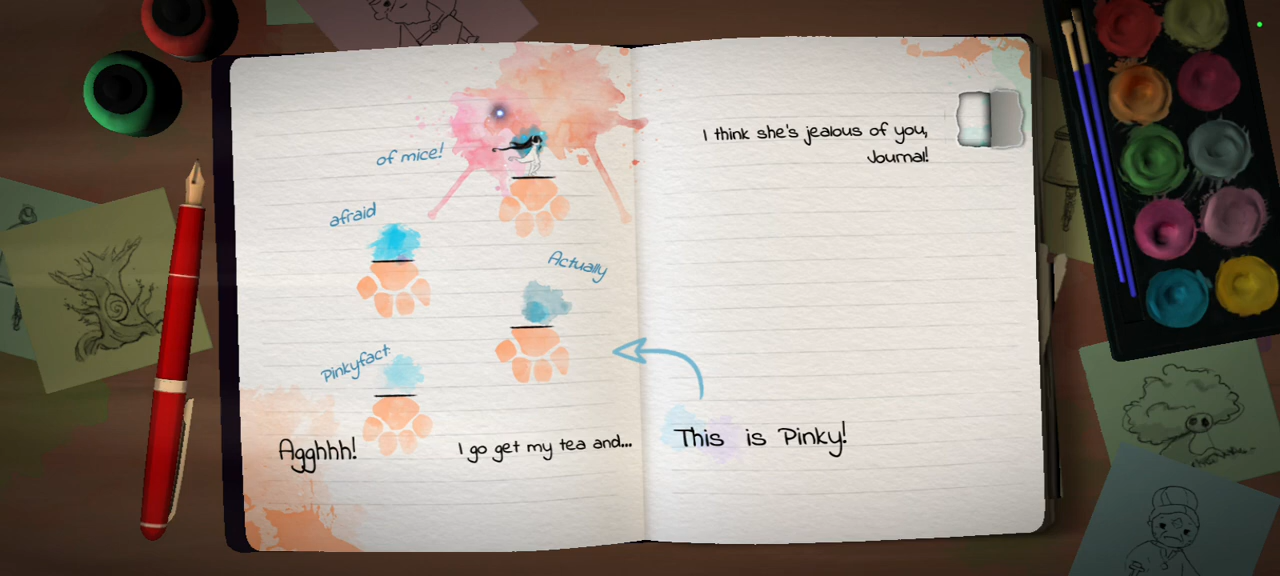 of mice!
afraid
Actually
Pinkyfact:
Agghhh!
I go get my tea and...
I think she's jealous of you,
Journal!
This is Pinky!